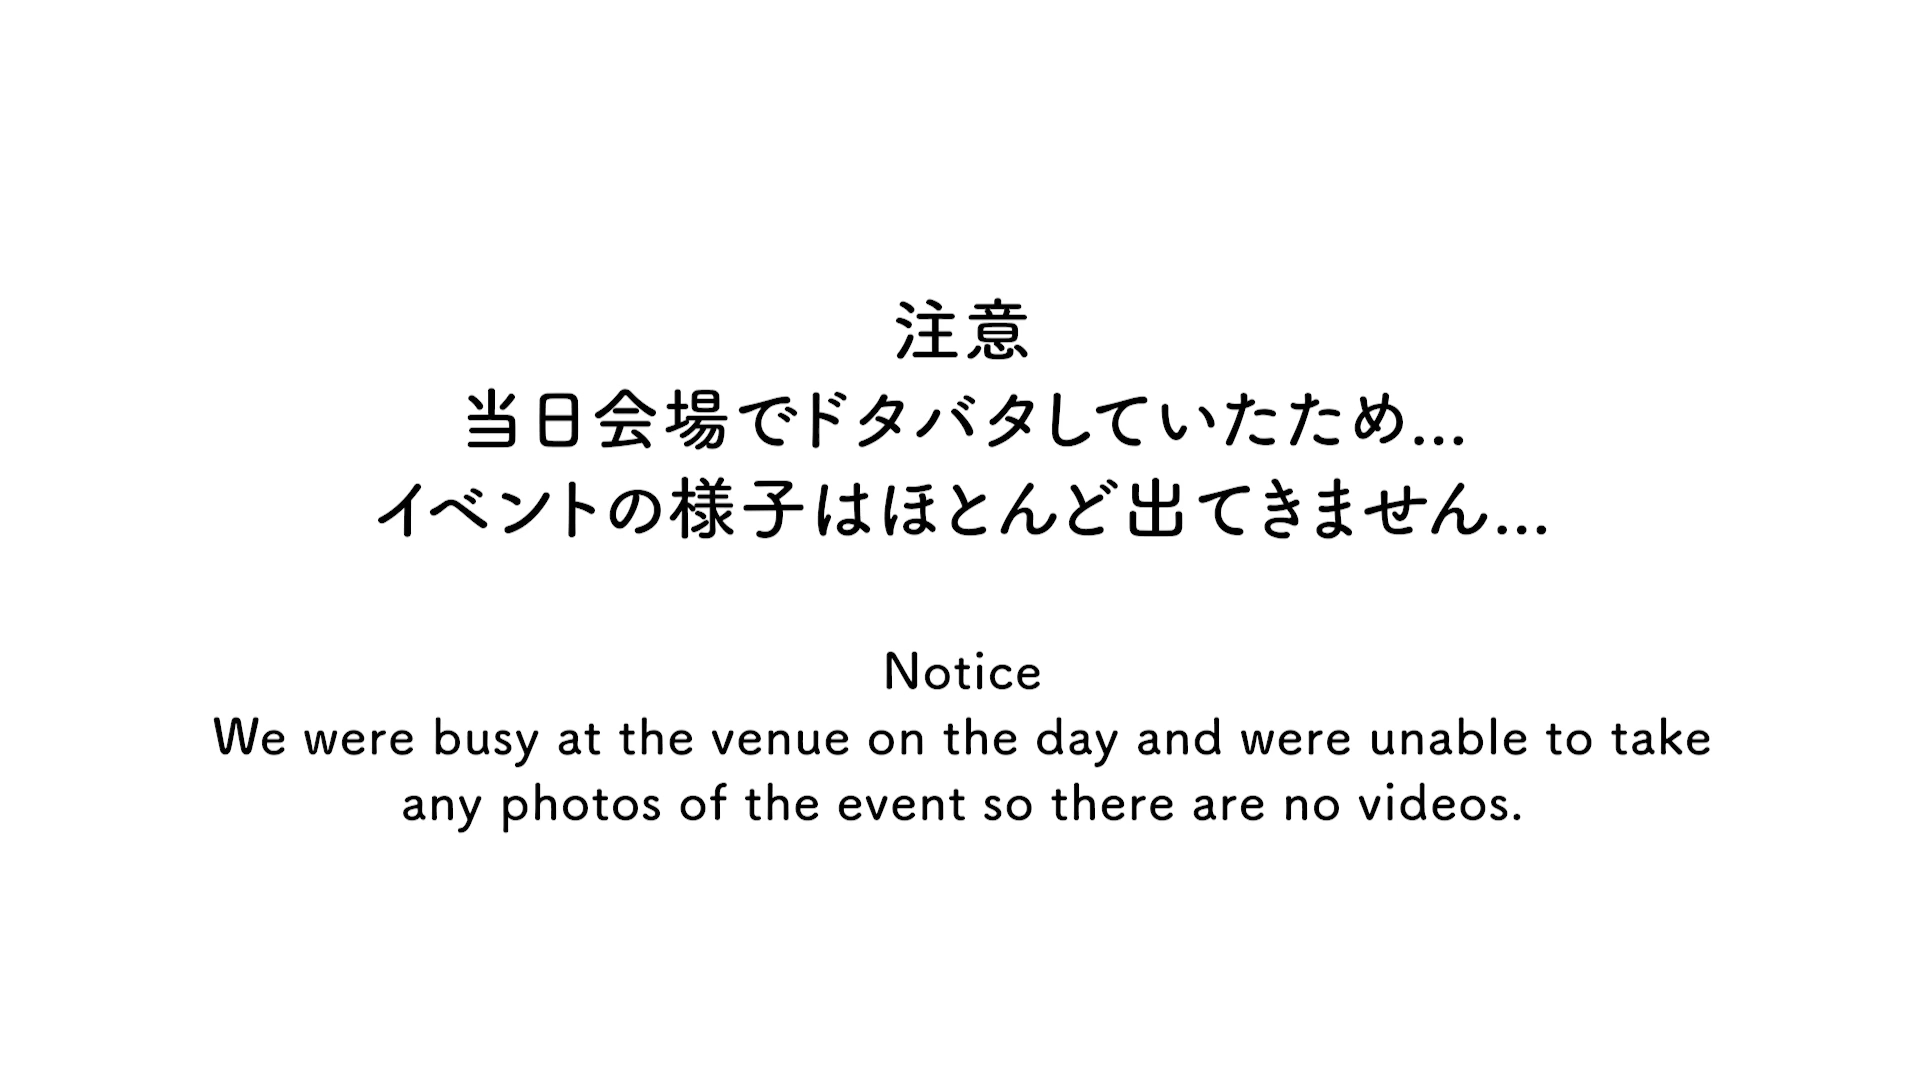 注意
当日会場でドタバタしていたため...
イベントの様子はほとんど出てきません...
Notice
We were busy at the venue on the day and were unable to take
any photos of the event so there are no videos.